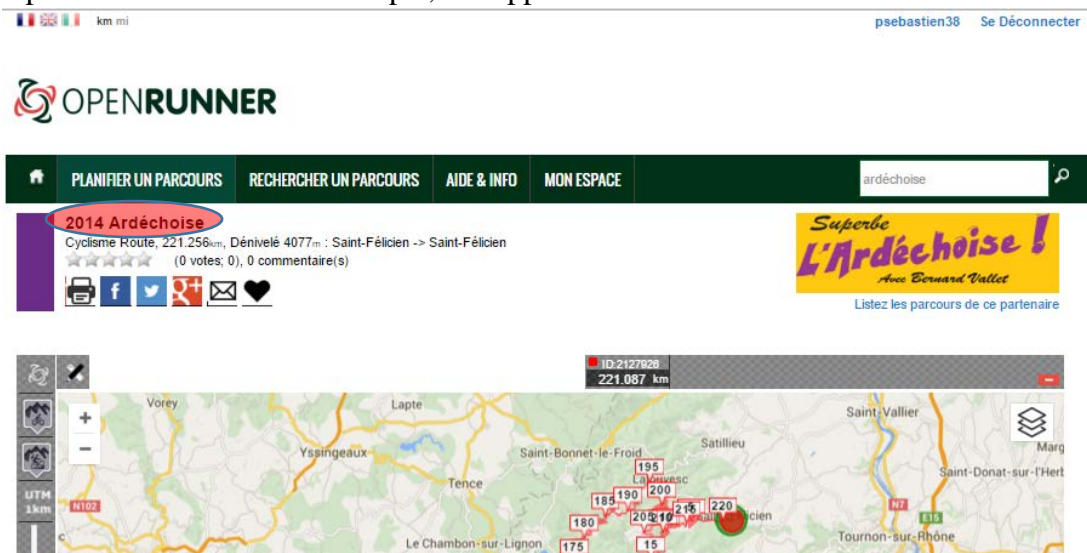 km mi
psebastien38 Se Déconnecter
OPENRUNNER
PLANIFIER UN PARCOURS RECHERCHER UN PARCOURS AIDE & INFO MON ESPACE ardéchoise
2014 Ardéchoise
Cyclisme Route, 221.256km, Dénivelé 4077m : Saint-Félicien -> Saint-Félicien
(0 votes; 0), 0 commentaire(s)
Superbe
L'Ardéchoise !
Avec Bernard Vallet
Listez les parcours de ce partenaire
ID:2127926
221.087 km
UTM
1km
+
−
Vorey
Lapte
Saint-Vallier
Yssingeaux
Saint-Bonnet-le-Froid
Satillieu
Marg
195
Saint-Donat-sur-l'Herb
Tence
185 190 200
N102
N7
220
180
E15
Le Chambon-sur-Lignon
175
15
Tournon-sur-Rhône